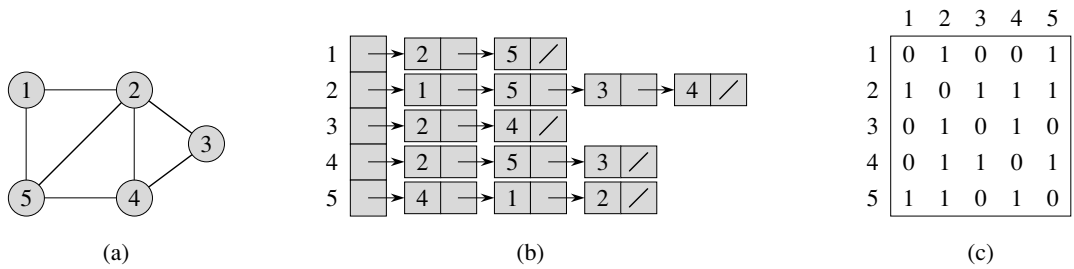 1 2
3
5 4
(a)
1 2 5
2 1 5 3 4
3 2 4
4 2 5 3
5 4 1 2
(b)
1 2 3 4 5
1 0 1 0 0 1
2 1 0 1 1 1
3 0 1 0 1 0
4 0 1 1 0 1
5 1 1 0 1 0
(c)